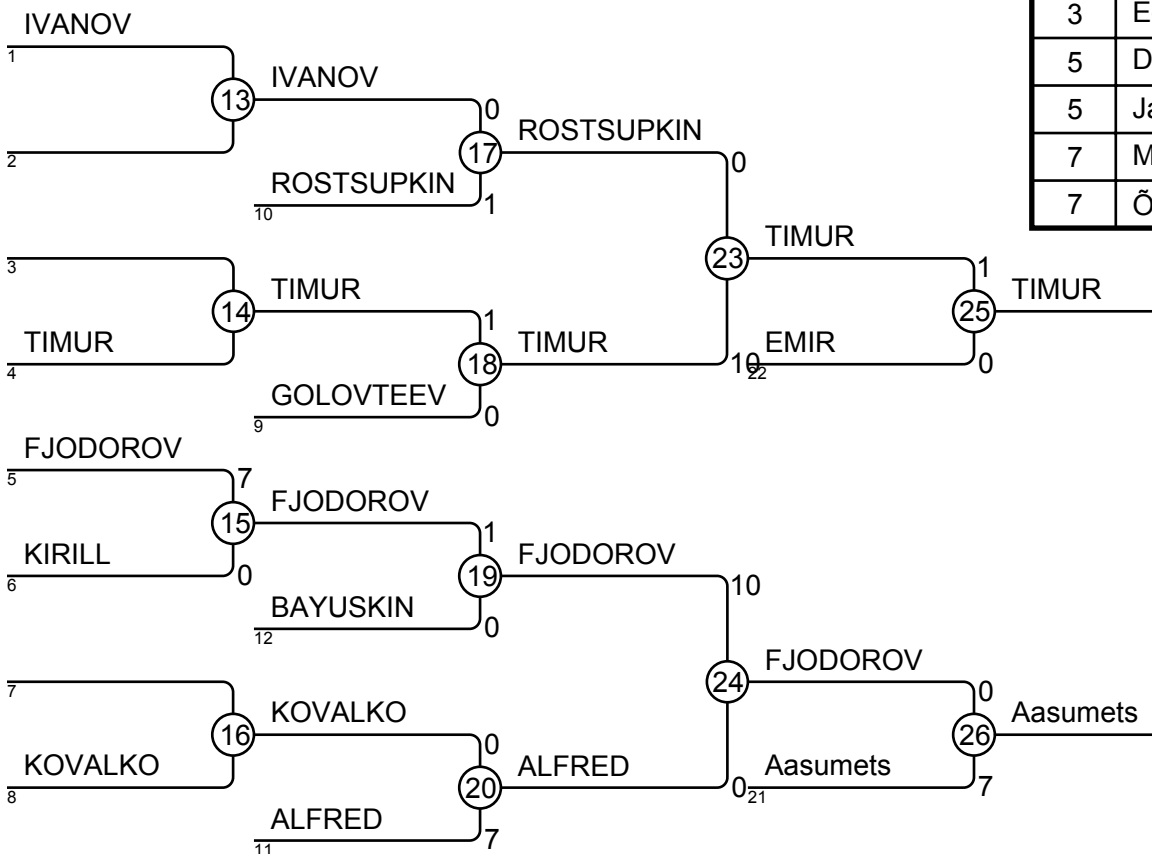 IVANOV
3 E
1
5 D
IVANOV
13
5 Ja
0
ROSTSUPKIN
2
17
7 M
0
ROSTSUPKIN
10
1
7 Õ
TIMUR
3
23
1
TIMUR
14
TIMUR
1
25
TIMUR
TIMUR
EMIR
4
18
10
22
0
GOLOVTEEV
9
0
FJODOROV
5
7
FJODOROV
15
1
KIRILL
FJODOROV
6
0
19
10
BAYUSKIN
12
0
FJODOROV
7
24
0
KOVALKO
Aasumets
16
0
26
KOVALKO
ALFRED
Aasumets
8
20
0
21
7
ALFRED
11
7